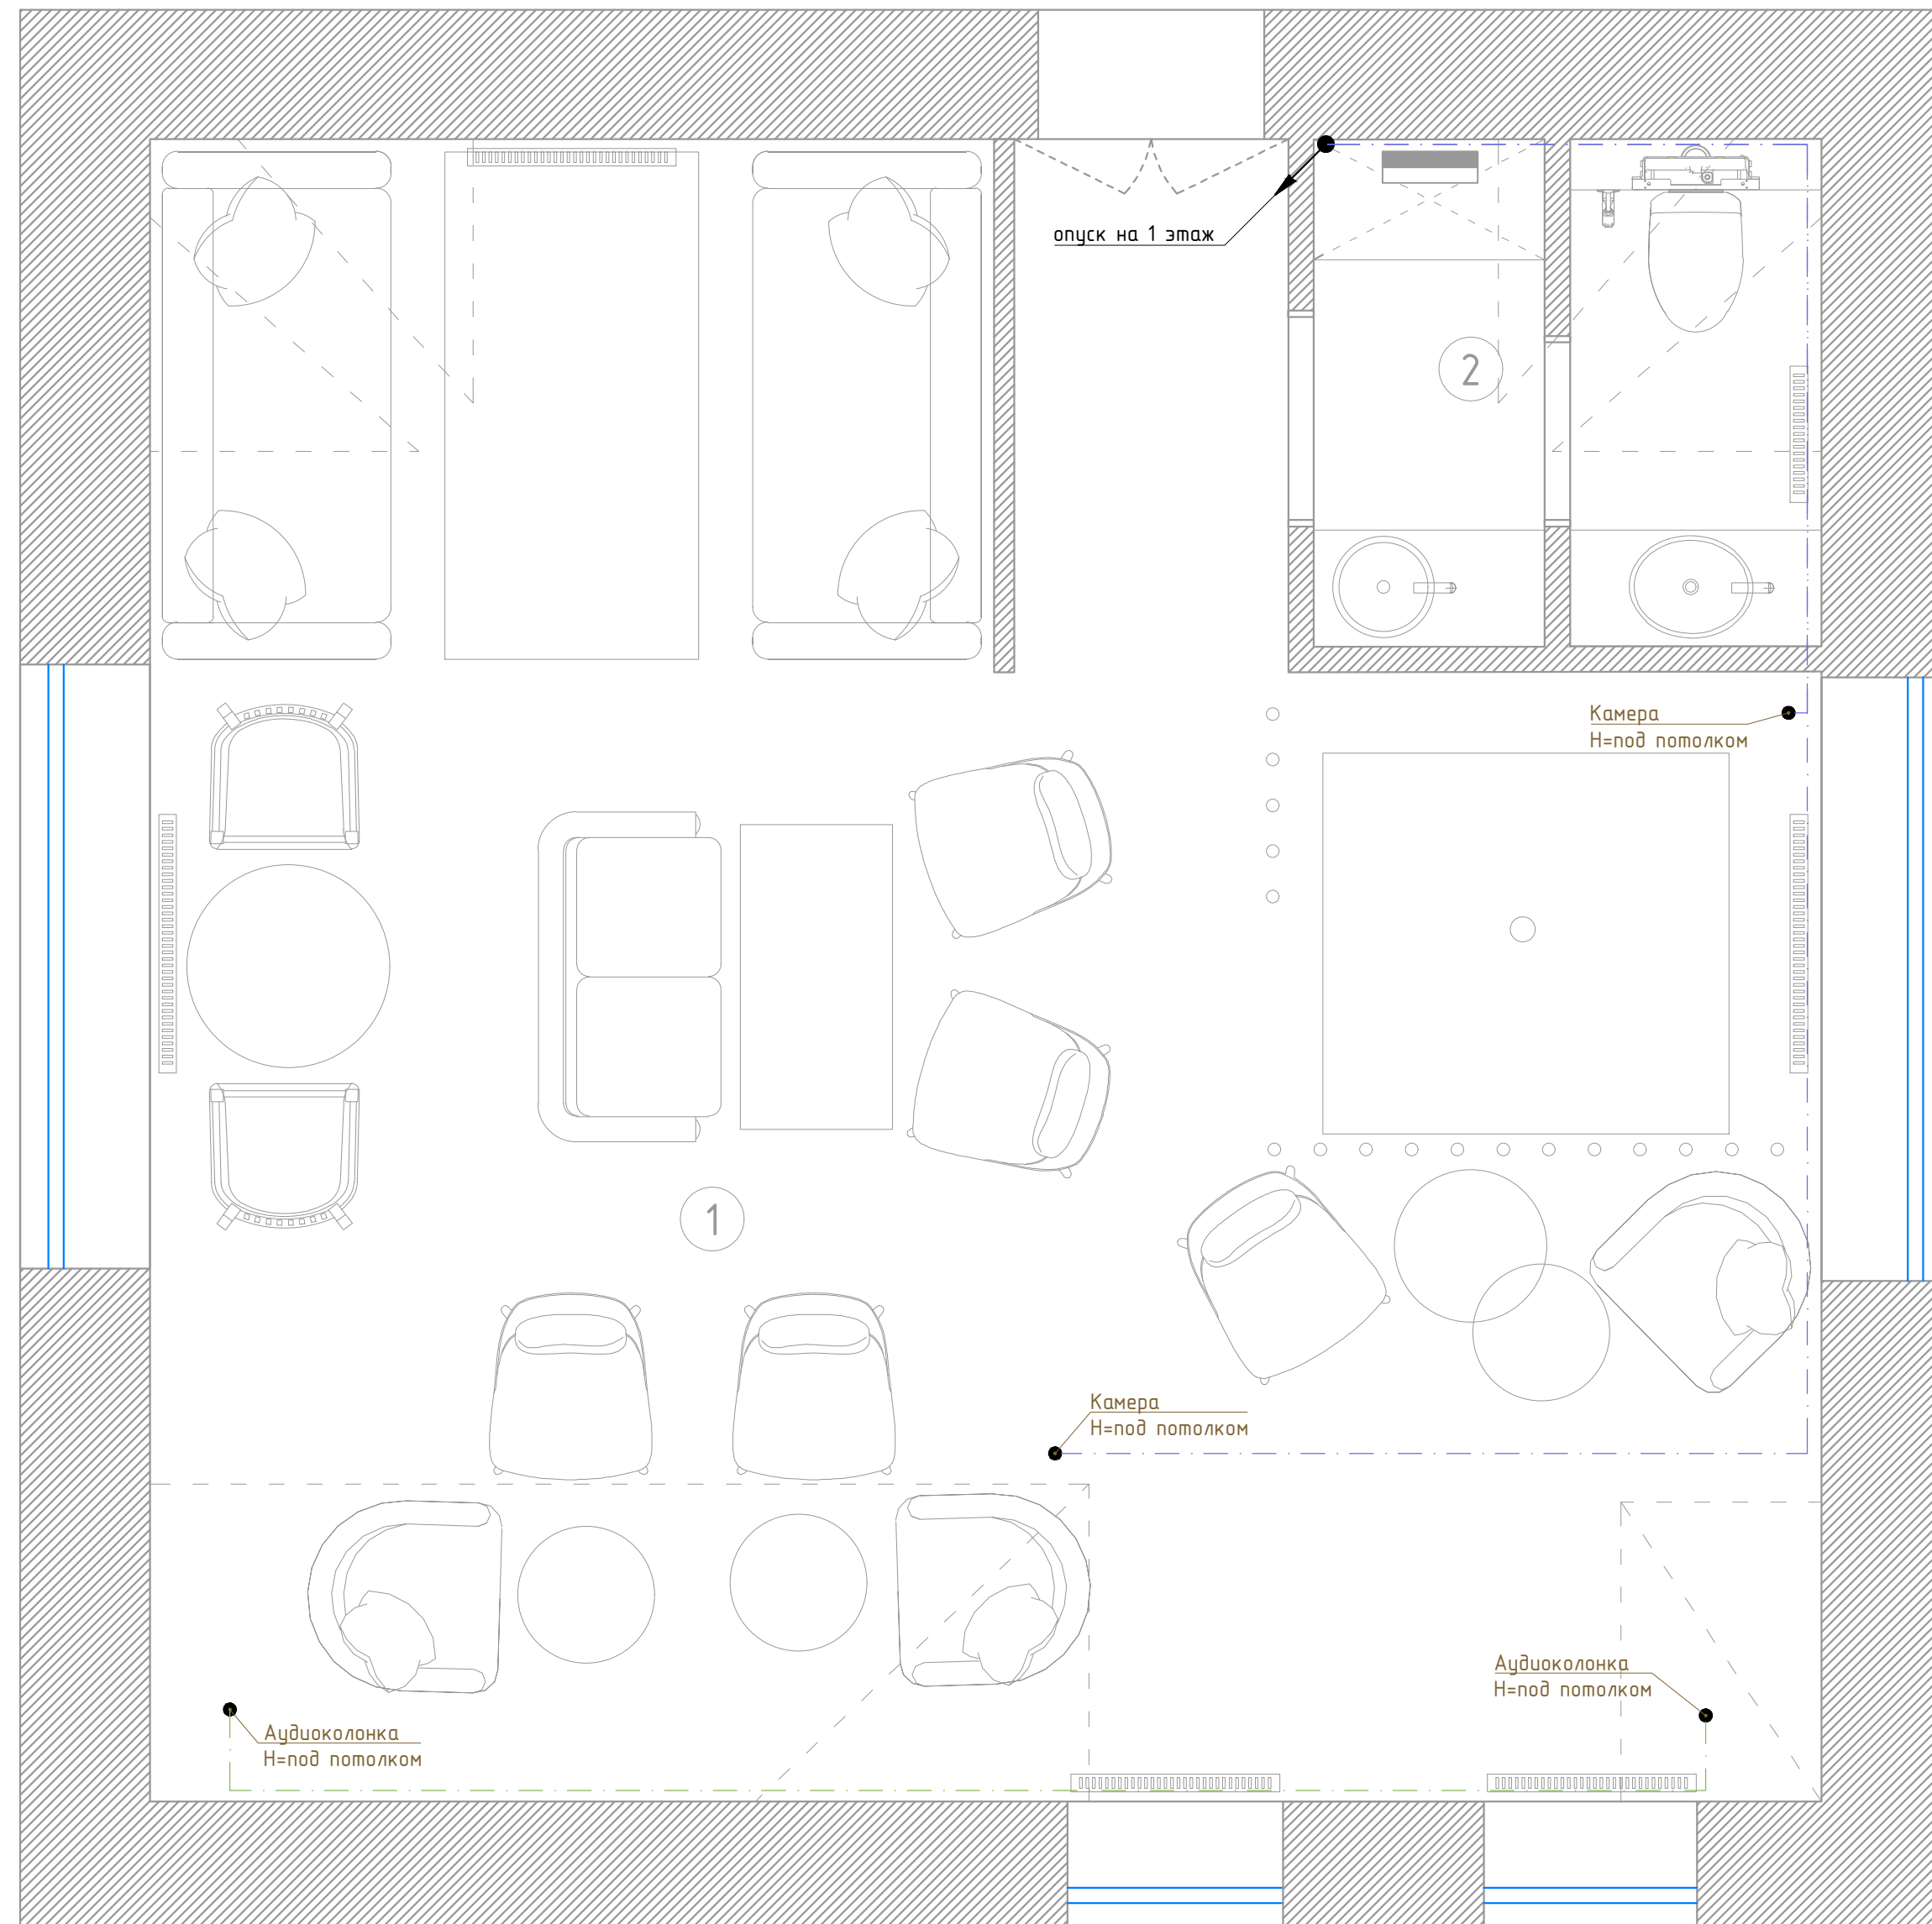 опуск на 1 этаж
2
Камера
Н=под потолком
1
Камера
Н=под потолком
Аудиоколонка
Н=под потолком
Аудиоколонка
Н=под потолком